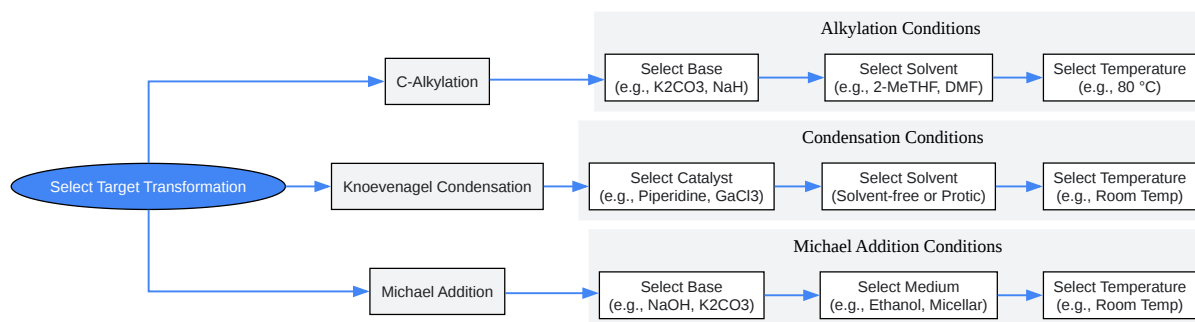 Alkylation Conditions
C-Alkylation
Select Base
(e.g., K2CO3, NaH)
Select Solvent
(e.g., 2-MeTHF, DMF)
Select Temperature
(e.g., 80 °C)
Condensation Conditions
Select Target Transformation
Knoevenagel Condensation
Select Catalyst
(e.g., Piperidine, GaCl3)
Select Solvent
(Solvent-free or Protic)
Select Temperature
(e.g., Room Temp)
Michael Addition Conditions
Michael Addition
Select Base
(e.g., NaOH, K2CO3)
Select Medium
(e.g., Ethanol, Micellar)
Select Temperature
(e.g., Room Temp)